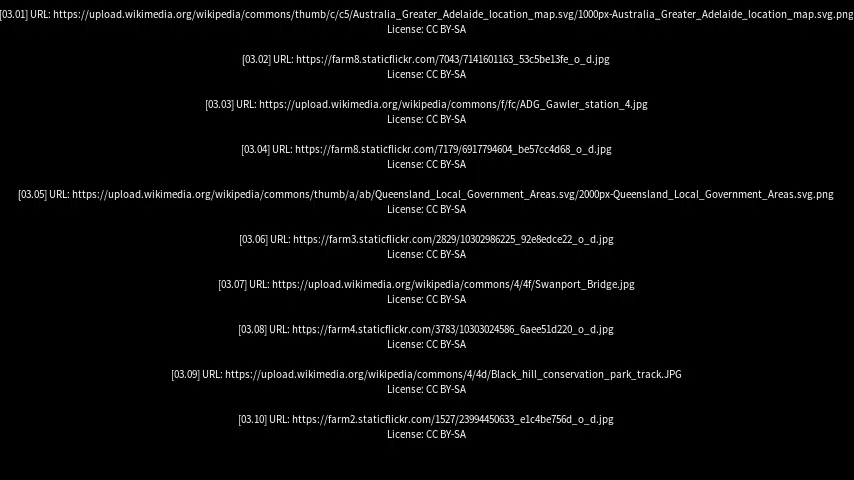 [03.01] URL: https://upload.wikimedia.org/wikipedia/commons/thumb/c/c5/Australia_Greater_Adelaide_location_map.svg/1000px-Australia_Greater_Adelaide_location_map.svg.png
License: CC BY-SA
[03.02] URL: https://farm8.staticflickr.com/7043/7141601163_53c5be13fe_o_d.jpg
License: CC BY-SA
[03.03] URL: https://upload.wikimedia.org/wikipedia/commons/f/fc/ADG_Gawler_station_4.jpg
License: CC BY-SA
[03.04] URL: https://farm8.staticflickr.com/7179/6917794604_be57cc4d68_o_d.jpg
License: CC BY-SA
[03.05] URL: https://upload.wikimedia.org/wikipedia/commons/thumb/a/ab/Queensland_Local_Government_Areas.svg/2000px-Queensland_Local_Government_Areas.svg.png
License: CC BY-SA
[03.06] URL: https://farm3.staticflickr.com/2829/10302986225_92e8edce22_o_d.jpg
License: CC BY-SA
[03.07] URL: https://upload.wikimedia.org/wikipedia/commons/4/4f/Swanport_Bridge.jpg
License: CC BY-SA
[03.08] URL: https://farm4.staticflickr.com/3783/10303024586_6aee51d220_o_d.jpg
License: CC BY-SA
[03.09] URL: https://upload.wikimedia.org/wikipedia/commons/4/4d/Black_hill_conservation_park_track.JPG
License: CC BY-SA
[03.10] URL: https://farm2.staticflickr.com/1527/23994450633_e1c4be756d_o_d.jpg
License: CC BY-SA